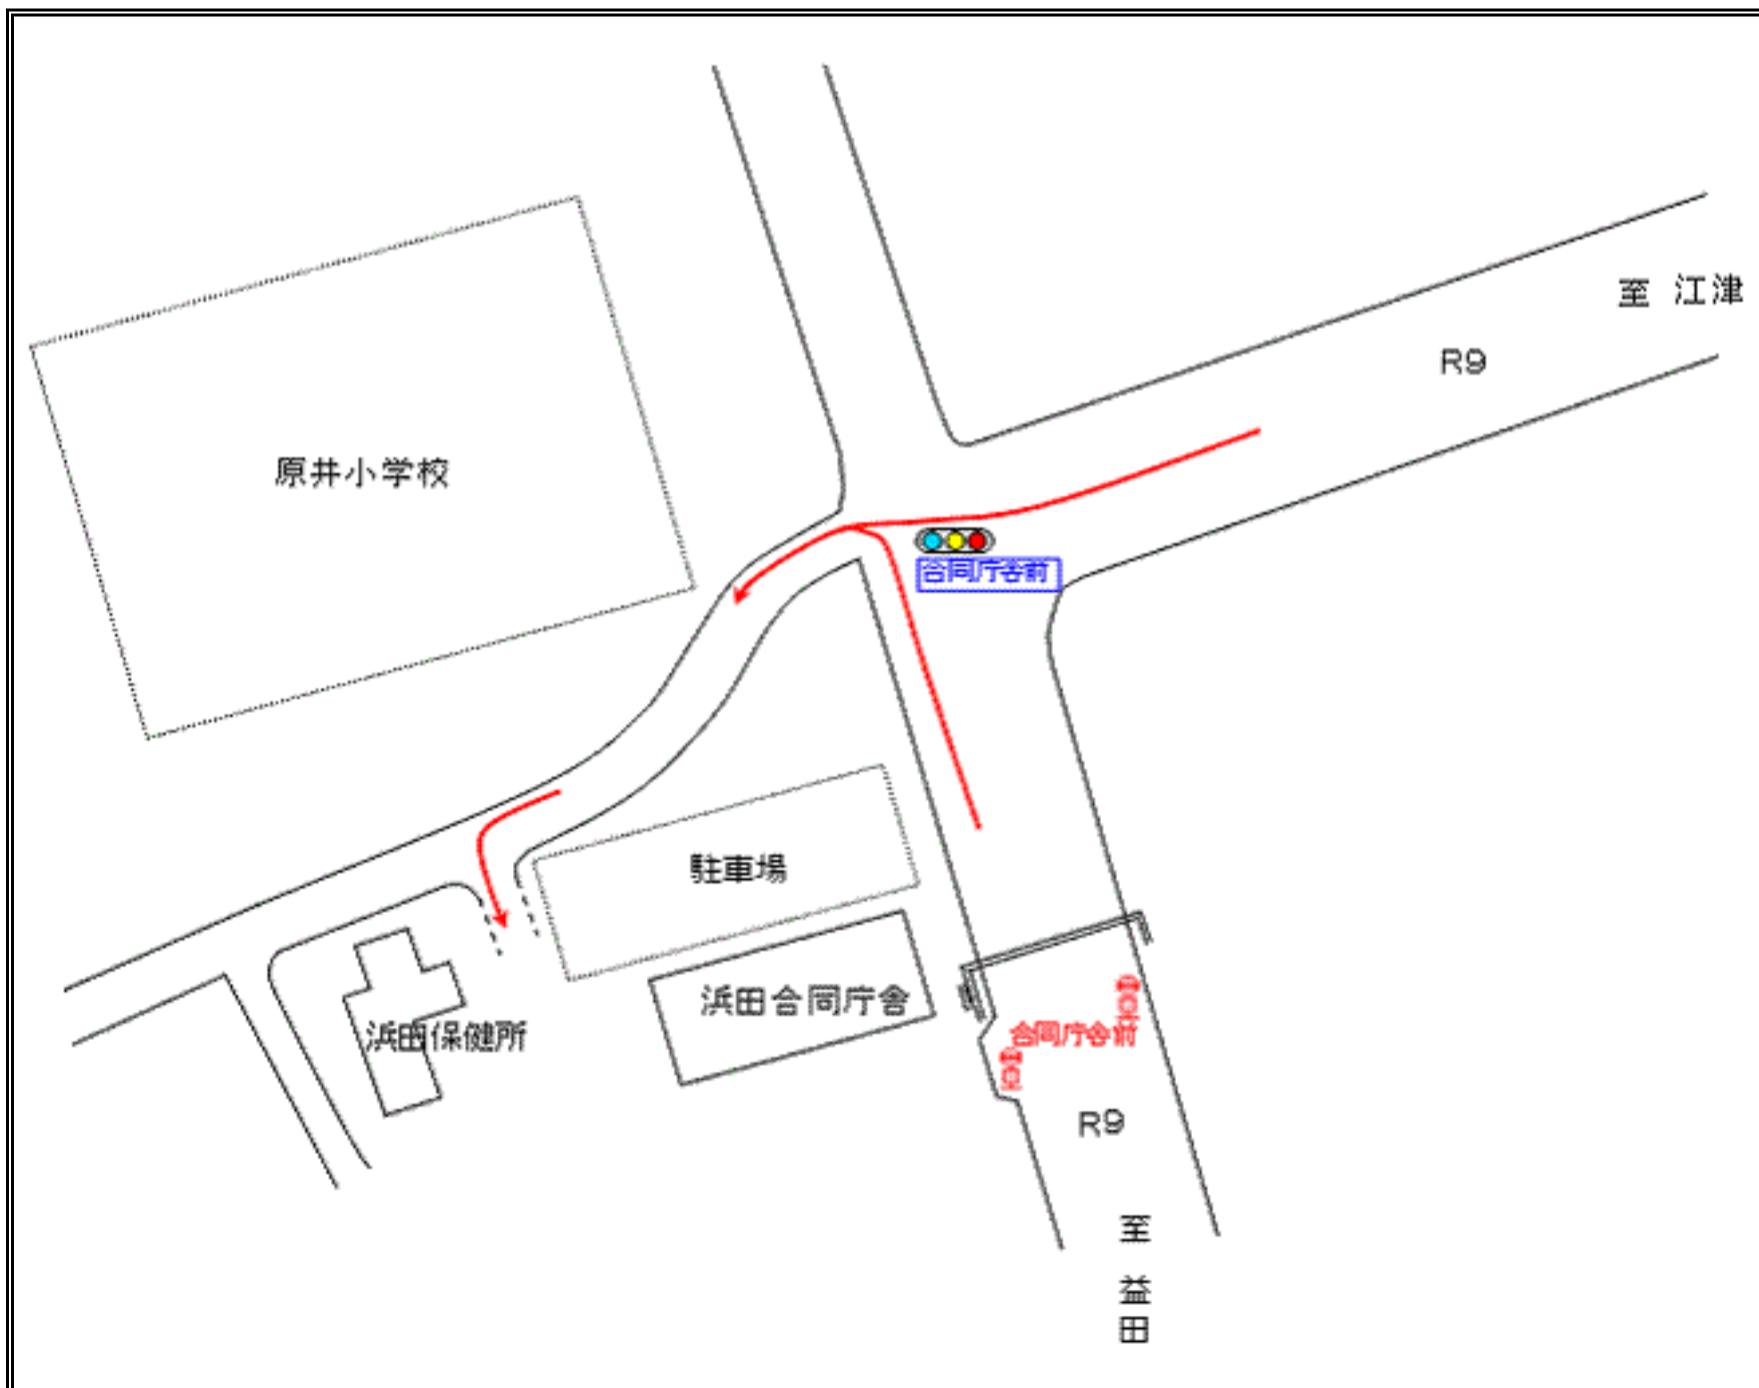 至 江津
R9
原井小学校
合同庁舎前
駐車場
浜田合同庁舎
浜田保健所
合同庁舎前
R9
至
益
田